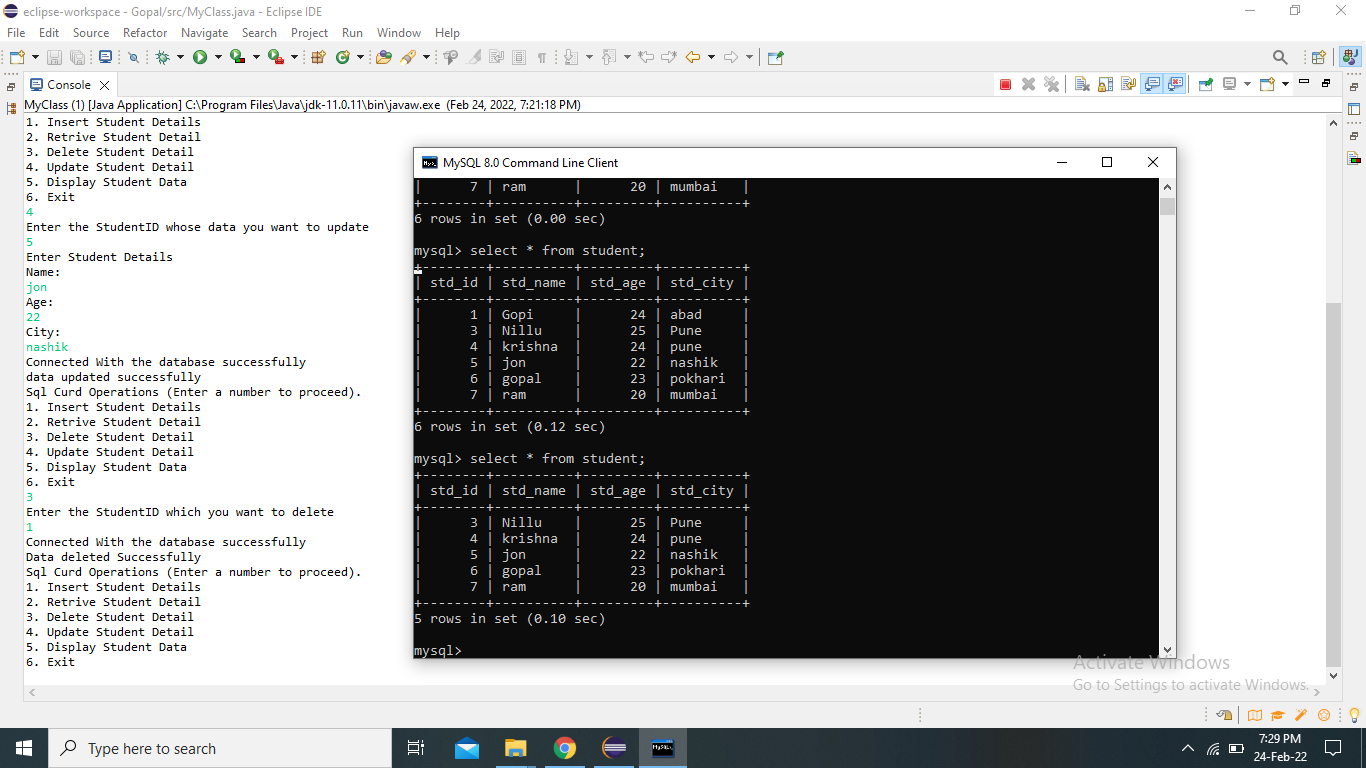 eclipse-workspace - Gopal/src/MyClass.java - Eclipse IDE
File Edit Source Refactor Navigate Search Project Run Window Help
Console
MyClass (1) [Java Application] C:\Program Files\Java\jdk-11.0.11\bin\javaw.exe (Feb 24, 2022, 7:21:18 PM)
1. Insert Student Details
2. Retrive Student Detail
3. Delete Student Detail
4. Update Student Detail
5. Display Student Data
6. Exit
4
Enter the StudentID whose data you want to update
5
Enter Student Details
Name:
jon
Age:
22
City:
nashik
Connected With the database successfully
data updated successfully
Sql Curd Operations (Enter a number to proceed).
1. Insert Student Details
2. Retrive Student Detail
3. Delete Student Detail
4. Update Student Detail
5. Display Student Data
6. Exit
3
Enter the StudentID which you want to delete
1
Connected With the database successfully
Data deleted Successfully
Sql Curd Operations (Enter a number to proceed).
1. Insert Student Details
2. Retrive Student Detail
3. Delete Student Detail
4. Update Student Detail
5. Display Student Data
6. Exit
MySQL 8.0 Command Line Client
| 7 | ram | 20 | mumbai |
+--------+----------+---------+----------+
6 rows in set (0.00 sec)
mysql> select * from student;
+--------+----------+---------+----------+
| std_id | std_name | std_age | std_city |
+--------+----------+---------+----------+
| 1 | Gopi | 24 | abad |
| 3 | Nillu | 25 | Pune |
| 4 | krishna | 24 | pune |
| 5 | jon | 22 | nashik |
| 6 | gopal | 23 | pokhari |
| 7 | ram | 20 | mumbai |
+--------+----------+---------+----------+
6 rows in set (0.12 sec)
mysql> select * from student;
+--------+----------+---------+----------+
| std_id | std_name | std_age | std_city |
+--------+----------+---------+----------+
| 3 | Nillu | 25 | Pune |
| 4 | krishna | 24 | pune |
| 5 | jon | 22 | nashik |
| 6 | gopal | 23 | pokhari |
| 7 | ram | 20 | mumbai |
+--------+----------+---------+----------+
5 rows in set (0.10 sec)
mysql>
Activate Windows
Go to Settings to activate Windows.
Type here to search
7:29 PM
24-Feb-22